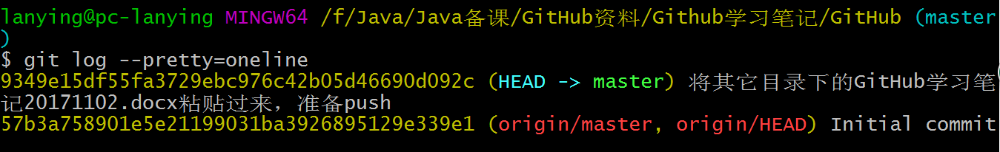 lanying@pc-lanying MINGW64 /f/Java/Java备课/GitHub资料/Github学习笔记/GitHub (master
)
$ git log --pretty=oneline
9349e15df55fa3729ebc976c42b05d46690d092c (HEAD -> master) 将其它目录下的GitHub学习笔
记20171102.docx粘贴过来，准备push
57b3a758901e5e21199031ba3926895129e339e1 (origin/master, origin/HEAD) Initial commit